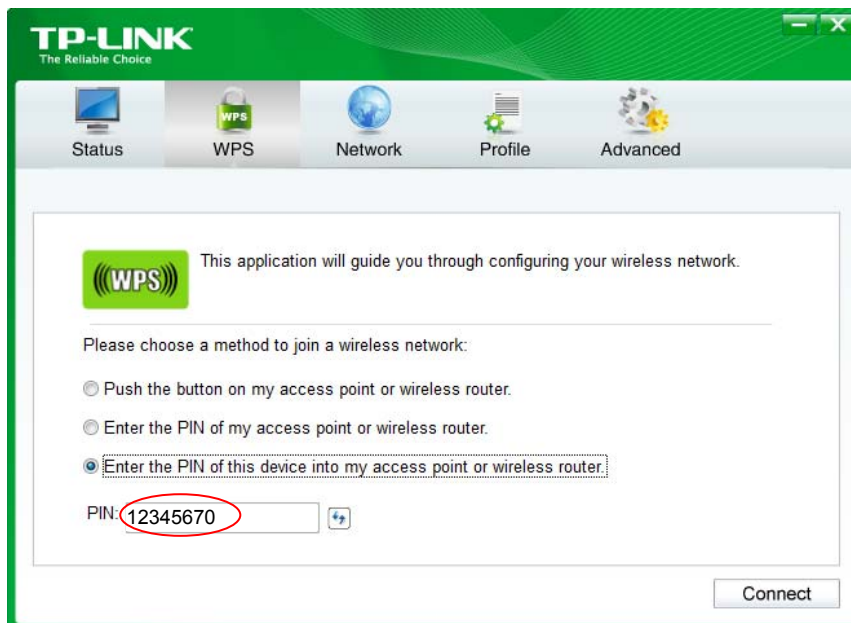 TP-LINK
The Reliable Choice
WPS
Status WPS Network Profile Advanced
(((WPS))) This application will guide you through configuring your wireless network.
Please choose a method to join a wireless network:
Push the button on my access point or wireless router.
Enter the PIN of my access point or wireless router.
Enter the PIN of this device into my access point or wireless router.
PIN: 12345670
Connect